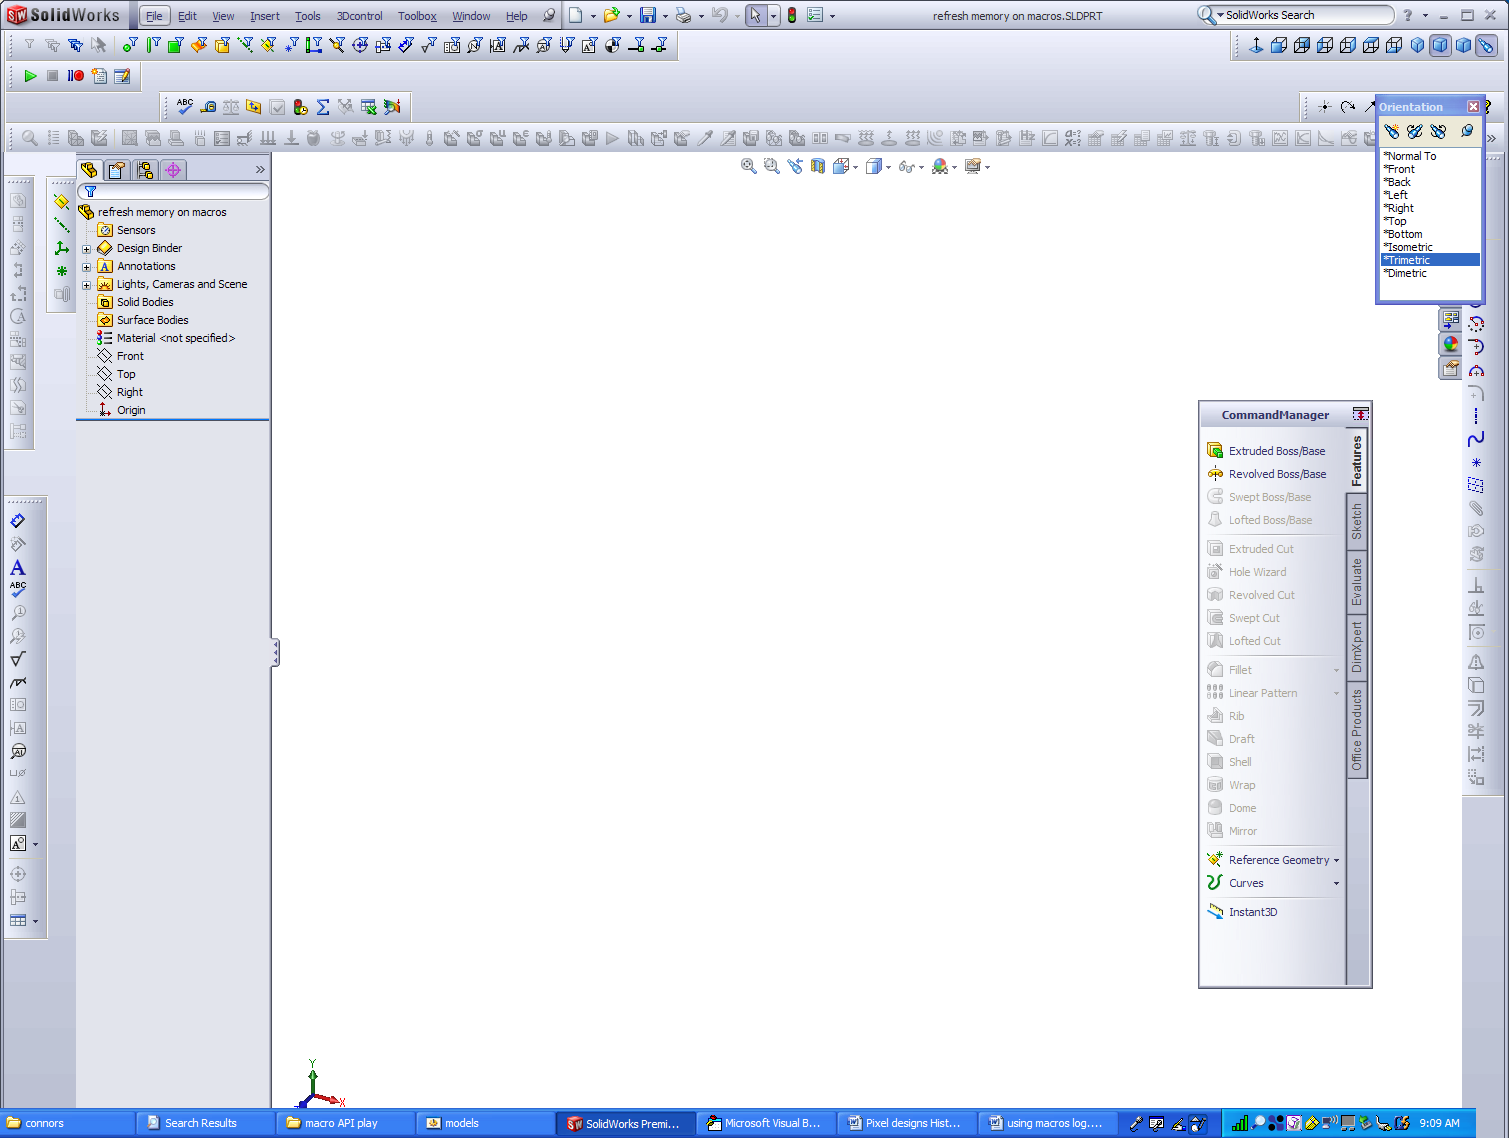 SolidWorks File Edit View Insert Tools 3Dcontrol Toolbox Window Help refresh memory on macros.SLDPRT SolidWorks Search ?
ABC
Orientation
*Normal To
*Front
*Back
*Left
*Right
*Top
*Bottom
*Isometric
*Trimetric
*Dimetric
refresh memory on macros
Sensors
Design Binder
Annotations
Lights, Cameras and Scene
Solid Bodies
Surface Bodies
Material <not specified>
Front
Top
Right
Origin
A
ABC
CommandManager
Extruded Boss/Base
Revolved Boss/Base
Swept Boss/Base
Lofted Boss/Base
Extruded Cut
Hole Wizard
Revolved Cut
Swept Cut
Lofted Cut
Fillet
Linear Pattern
Rib
Draft
Shell
Wrap
Dome
Mirror
Reference Geometry
Curves
Instant3D
Features
Sketch
Evaluate
DimXpert
Office Products
Y
X
connors Search Results macro API play models SolidWorks Premi... Microsoft Visual B... Pixel designs Hist... using macros log.... 9:09 AM